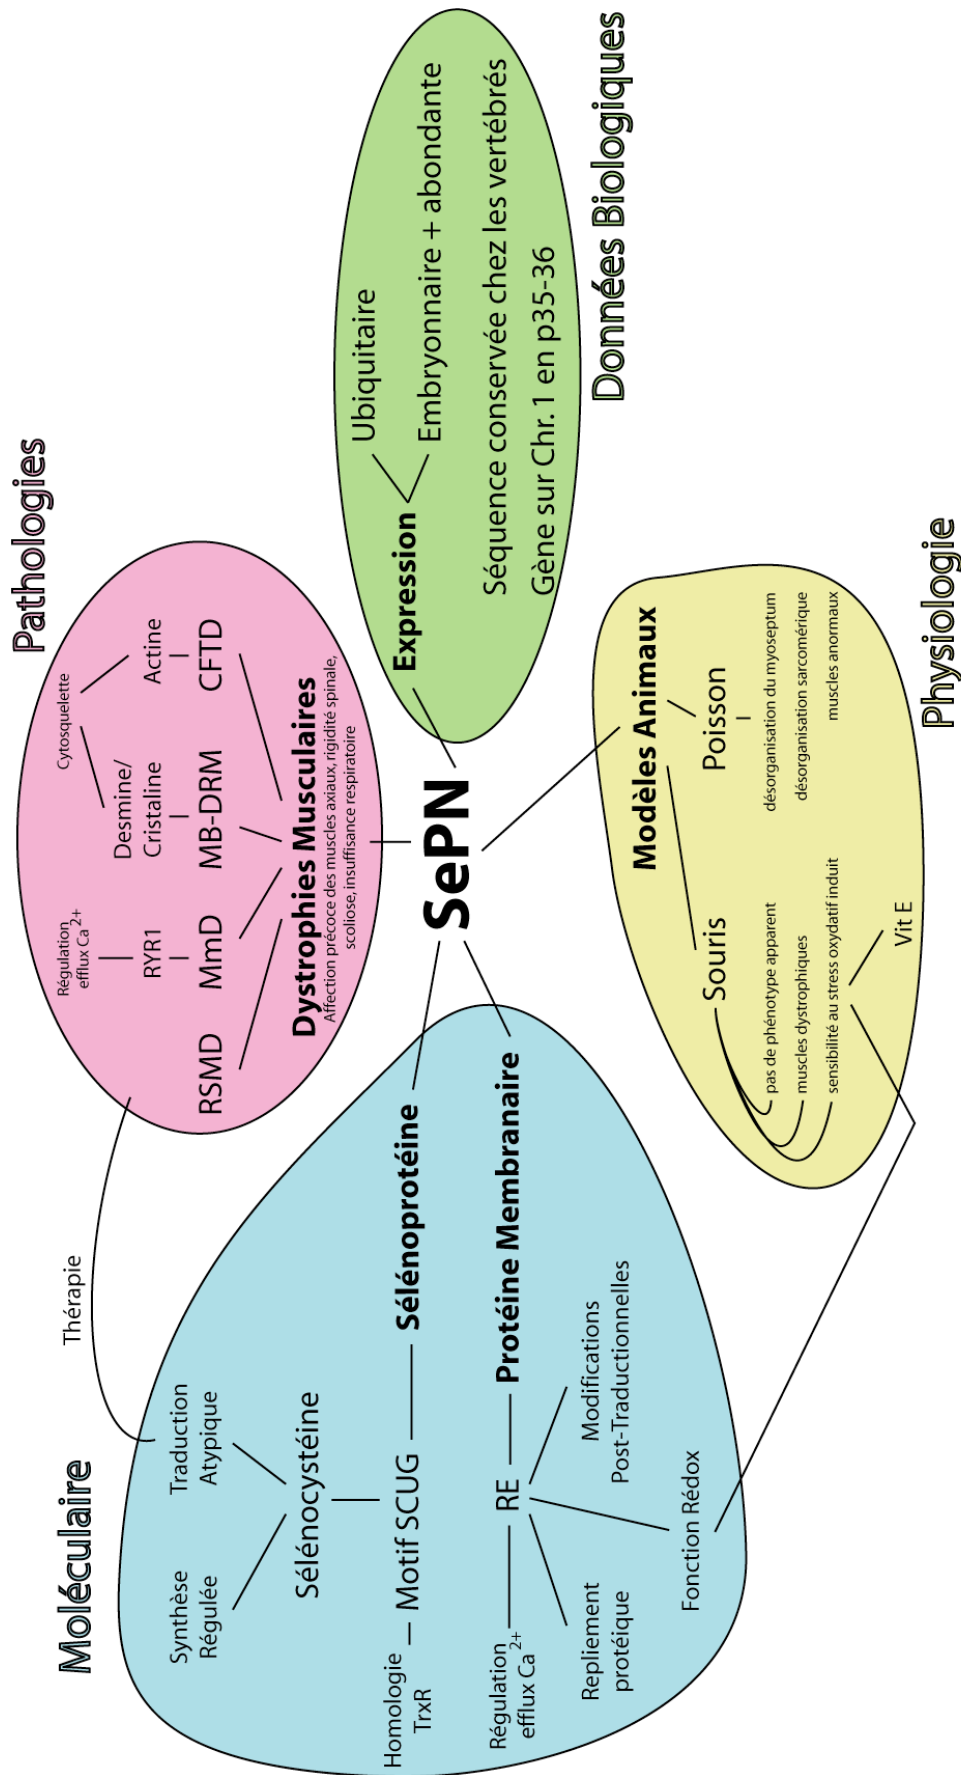 Moléculaire
Synthèse
Régulée
Traduction
Atypique
Sélénocystéine
Homologie
TrxR
Motif SCUG
Sélénoprotéine
Régulation
efflux Ca2+
RE
Protéine Membranaire
Repliement
protéique
Modifications
Post-Traductionnelles
Fonction Rédox
Thérapie
Pathologies
Régulation
efflux Ca2+
Cytosquelette
RYR1
Desmine/
Cristaline
Actine
RSMD
MmD
MB-DRM
CFTD
Dystrophies Musculaires
Affection précoce des muscles axiaux, rigidité spinale,
scoliose, insuffisance respiratoire
SePN
Expression
Ubiquitaire
Embryonnaire + abondante
Séquence conservée chez les vertébrés
Gène sur Chr. 1 en p35-36
Données Biologiques
Modèles Animaux
Souris
Poisson
pas de phénotype apparent
muscles dystrophiques
sensibilité au stress oxydatif induit
Vit E
désorganisation du myoseptum
désorganisation sarcomérique
muscles anormaux
Physiologie